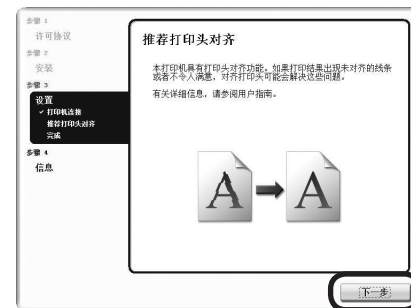 步骤 1
许可协议
步骤 2
安装
步骤 3
设置
✓ 打印机连接
推荐打印头对齐
完成
步骤 4
信息
推荐打印头对齐
本打印机具有打印头对齐功能。如果打印结果出现未对齐的线条
或者不令人满意，对齐打印头可能会解决这些问题。
有关详细信息，请参阅用户指南。
A
A
下一步